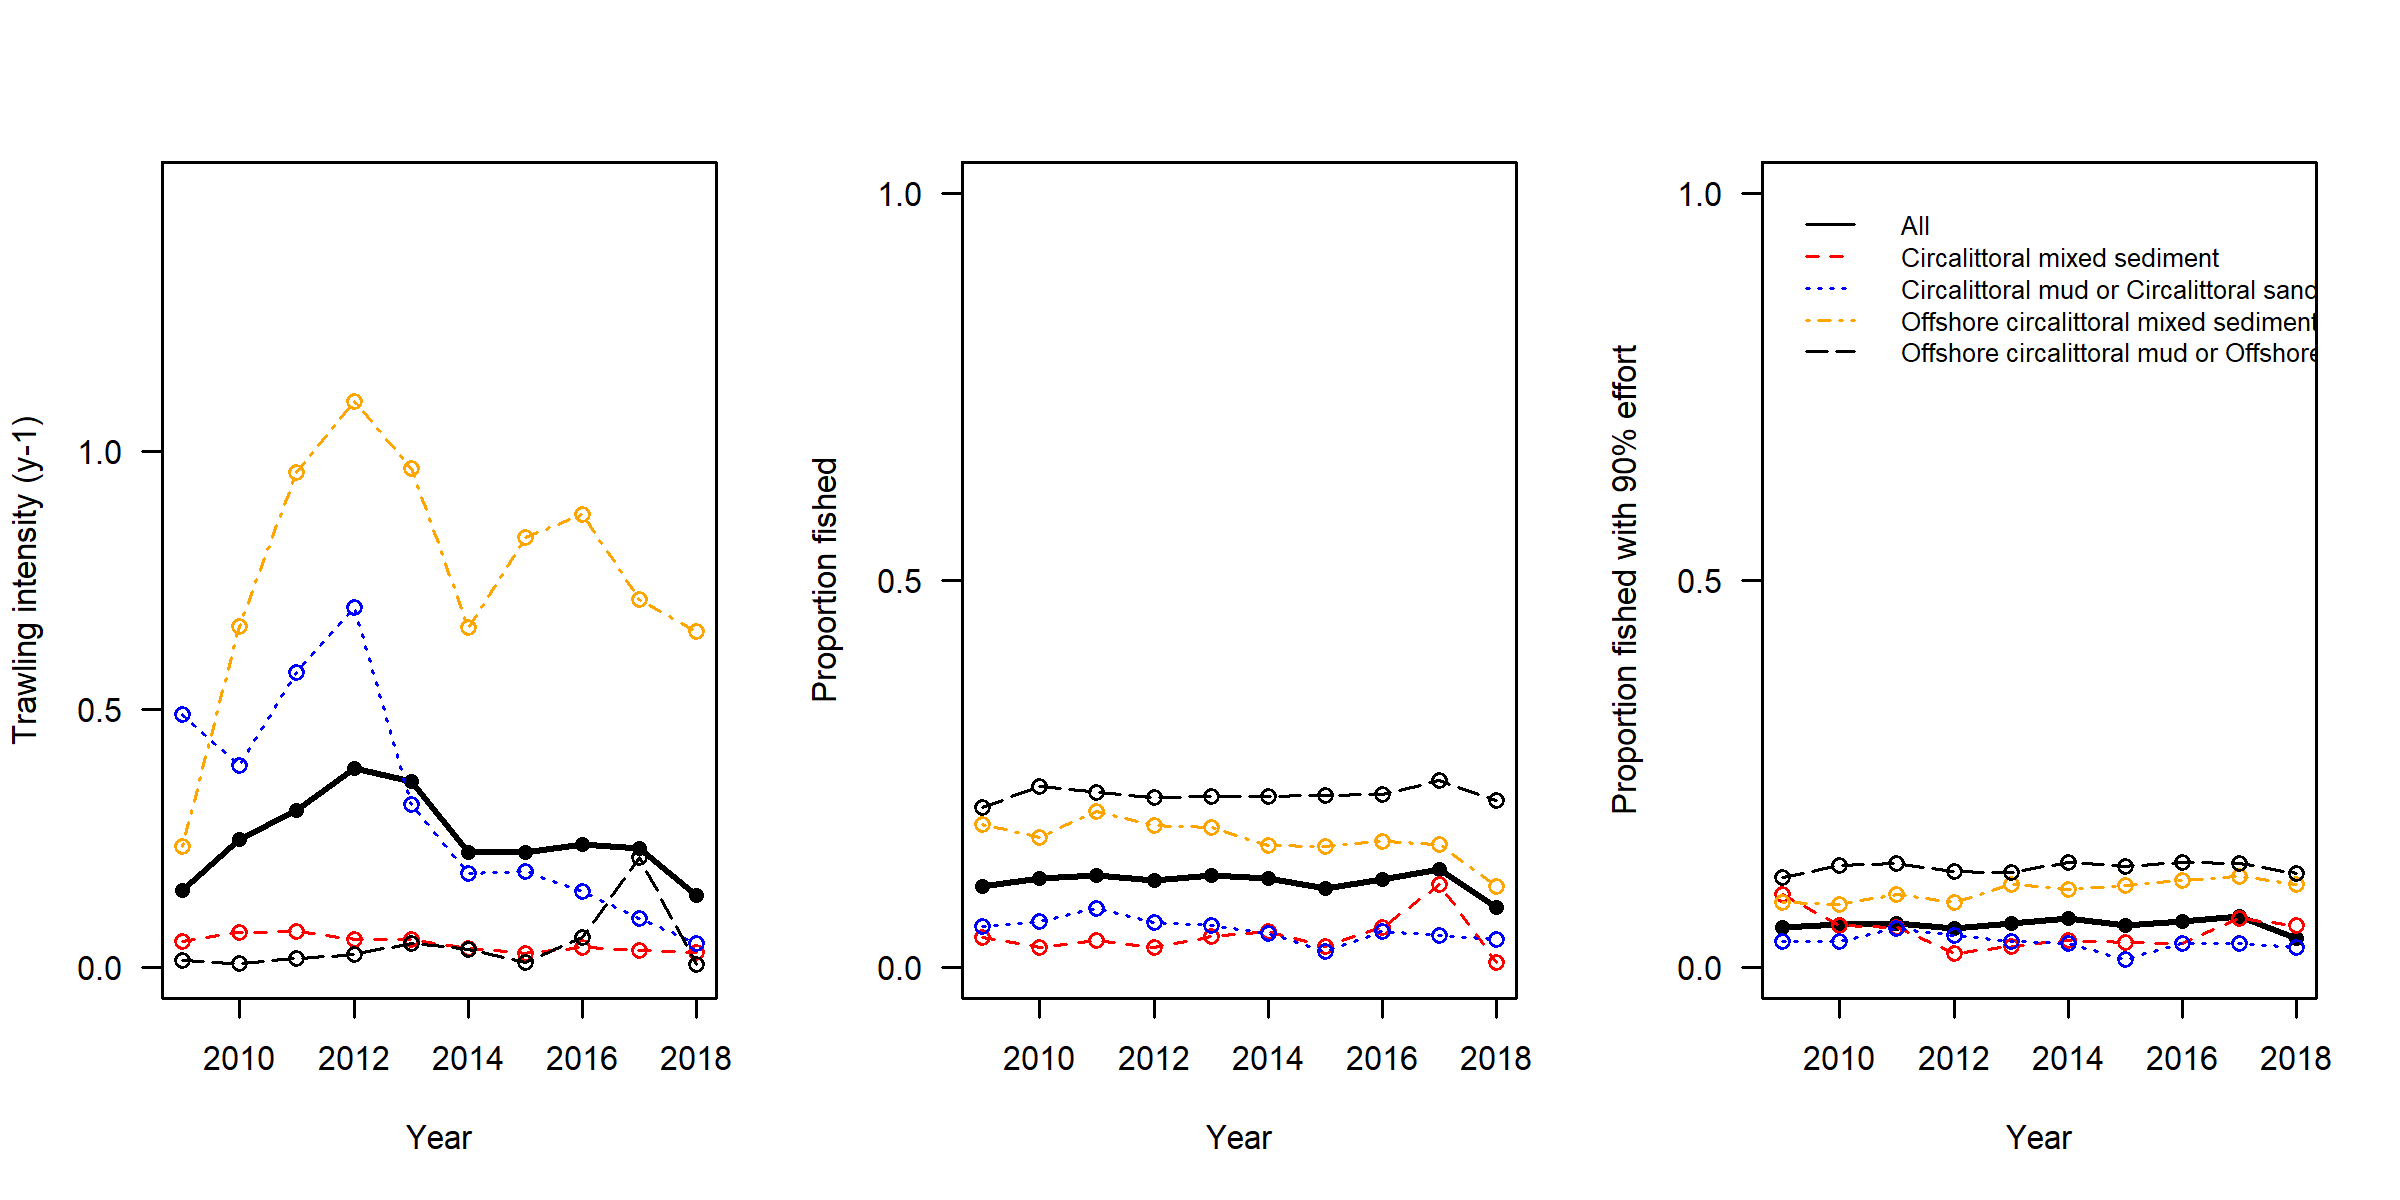 Trawling intensity (y-1)
1.0
0.5
0.0
2010 2012 2014 2016 2018
Year
Proportion fished
1.0
0.5
0.0
2010 2012 2014 2016 2018
Year
Proportion fished with 90% effort
1.0
0.5
0.0
All
Circalittoral mixed sediment
Circalittoral mud or Circalittoral sand
Offshore circalittoral mixed sediment
Offshore circalittoral mud or Offshore
2010 2012 2014 2016 2018
Year